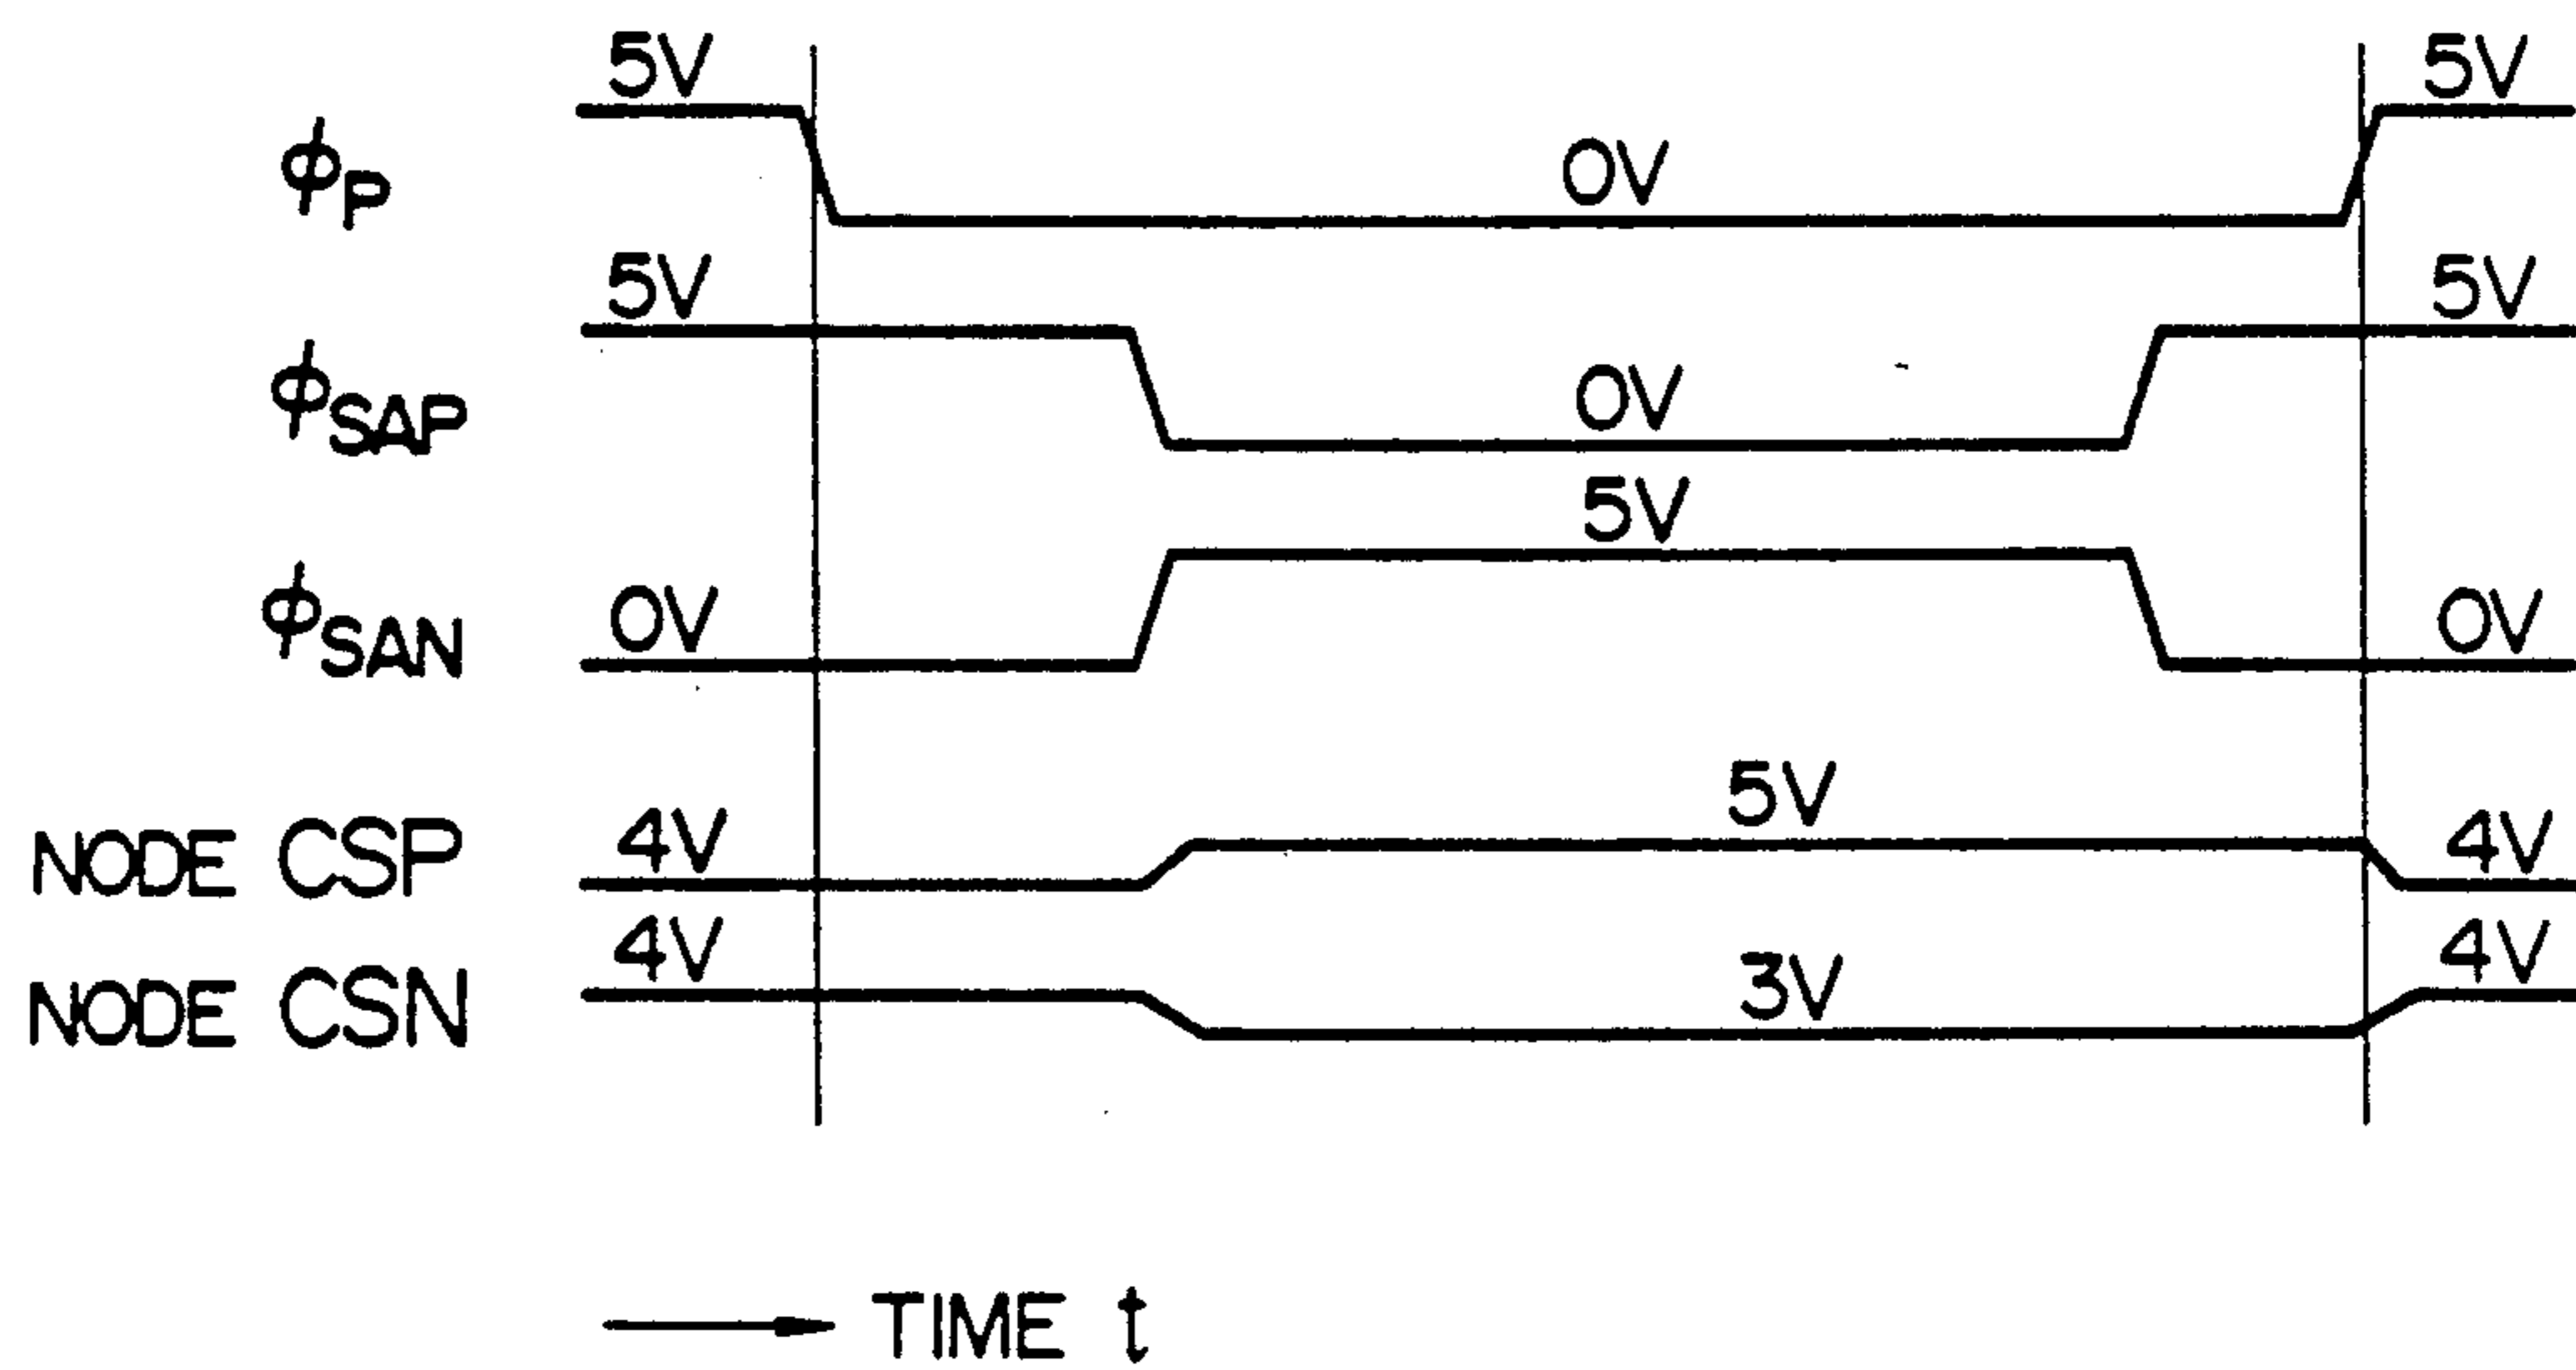 5V 5V
ϕP 0V
5V 5V
ϕSAP 0V
5V
ϕSAN 0V 0V
5V
NODE CSP 4V 4V
4V 3V 4V
NODE CSN
TIME t